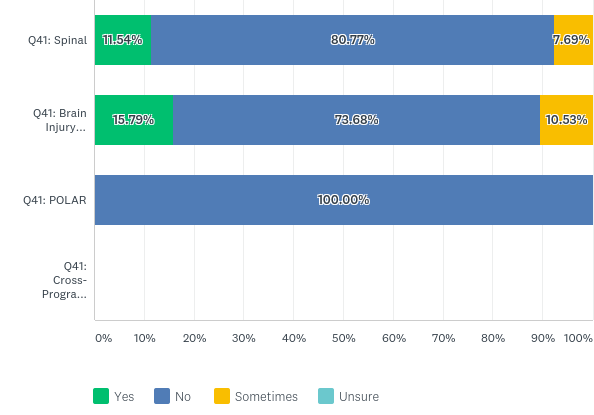 Q41: Spinal
11.54%
80.77%
7.69%
Q41: Brain
Injury...
15.79%
73.68%
10.53%
Q41: POLAR
100.00%
Q41:
Cross-
Progra...
0% 10% 20% 30% 40% 50% 60% 70% 80% 90% 100%
Yes No Sometimes Unsure